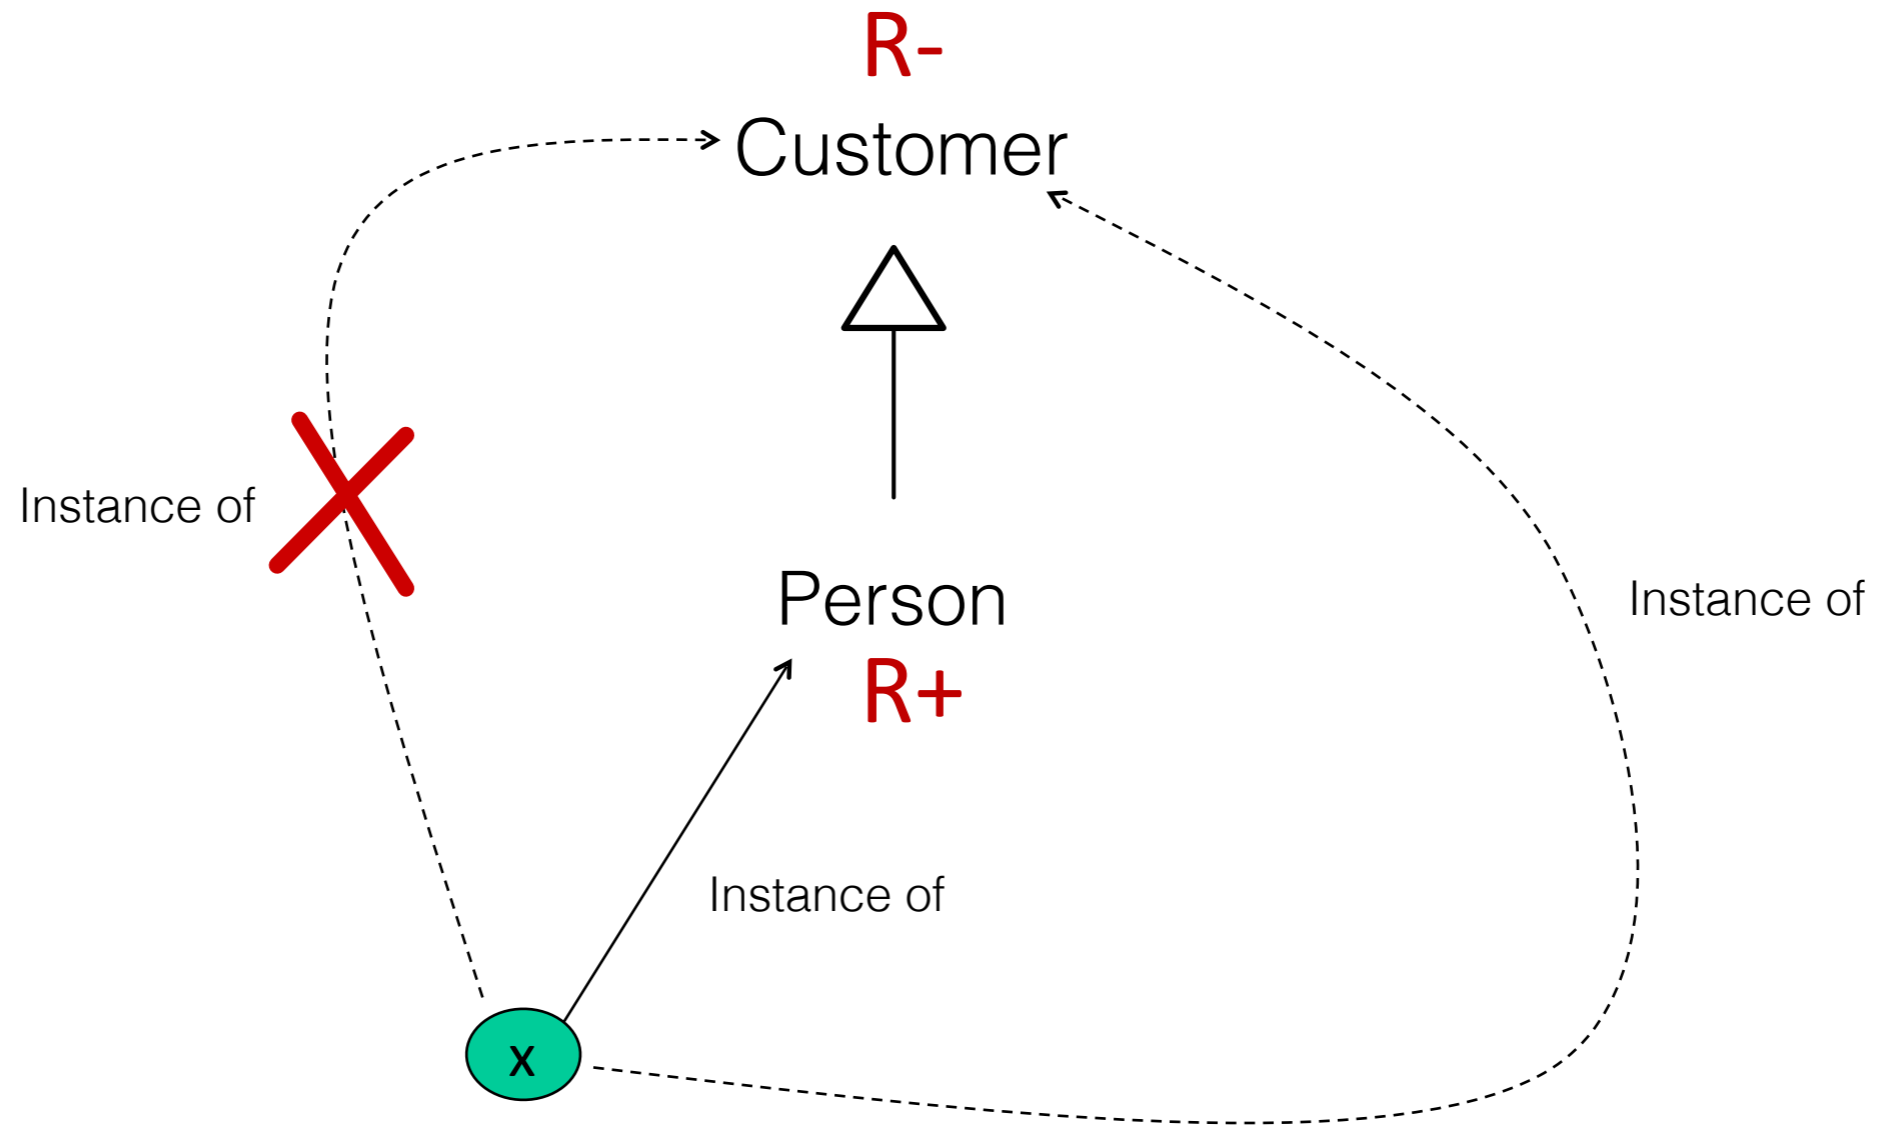 R-
Customer
Instance of
Person
Instance of
R+
Instance of
x